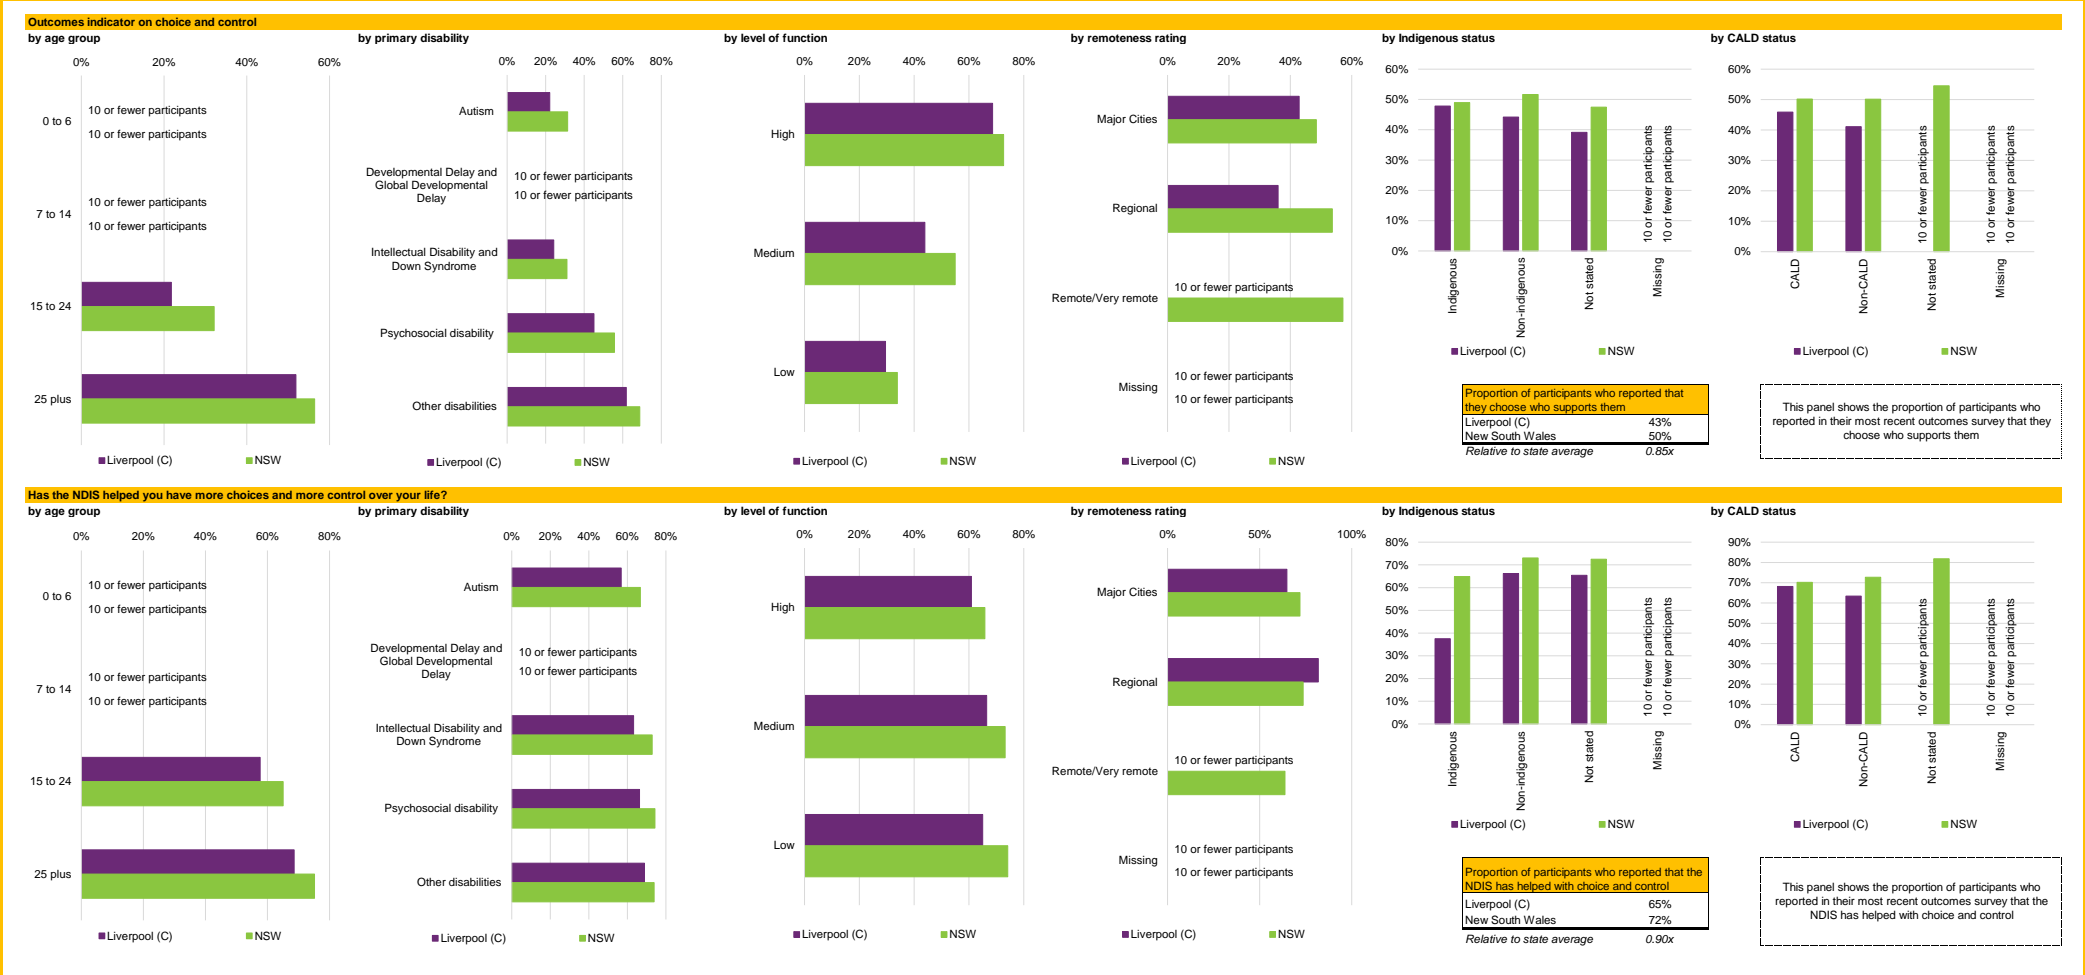 Outcomes indicator on choice and control
by age group
0% 20% 40% 60%
0 to 6
10 or fewer participants
10 or fewer participants
7 to 14
10 or fewer participants
10 or fewer participants
15 to 24
25 plus
Liverpool (C) NSW
by primary disability
0% 20% 40% 60% 80%
Autism
Developmental Delay and
Global Developmental
Delay
10 or fewer participants
10 or fewer participants
Intellectual Disability and
Down Syndrome
Psychosocial disability
Other disabilities
Liverpool (C) NSW
by level of function
0% 20% 40% 60% 80%
High
Medium
Low
Liverpool (C) NSW
by remoteness rating
0% 20% 40% 60%
Major Cities
Regional
Remote/Very remote
10 or fewer participants
Missing
10 or fewer participants
10 or fewer participants
Liverpool (C) NSW
by Indigenous status
60%
50%
40%
30%
20%
10%
0%
10 or fewer participants
10 or fewer participants
Indigenous
Non-indigenous
Not stated
Missing
Liverpool (C) NSW
by CALD status
60%
50%
40%
30%
20%
10%
0%
10 or fewer participants
10 or fewer participants
10 or fewer participants
CALD
Non-CALD
Not stated
Missing
Liverpool (C) NSW
Proportion of participants who reported that
they choose who supports them
Liverpool (C) 43%
New South Wales 50%
Relative to state average 0.85x
This panel shows the proportion of participants who
reported in their most recent outcomes survey that they
choose who supports them
Has the NDIS helped you have more choices and more control over your life?
by age group
0% 20% 40% 60% 80%
0 to 6
10 or fewer participants
10 or fewer participants
7 to 14
10 or fewer participants
10 or fewer participants
15 to 24
25 plus
Liverpool (C) NSW
by primary disability
0% 20% 40% 60% 80%
Autism
Developmental Delay and
Global Developmental
Delay
10 or fewer participants
10 or fewer participants
Intellectual Disability and
Down Syndrome
Psychosocial disability
Other disabilities
Liverpool (C) NSW
by level of function
0% 20% 40% 60% 80%
High
Medium
Low
Liverpool (C) NSW
by remoteness rating
0% 50% 100%
Major Cities
Regional
Remote/Very remote
10 or fewer participants
Missing
10 or fewer participants
10 or fewer participants
Liverpool (C) NSW
by Indigenous status
80%
70%
60%
50%
40%
30%
20%
10%
0%
10 or fewer participants
10 or fewer participants
Indigenous
Non-indigenous
Not stated
Missing
Liverpool (C) NSW
by CALD status
90%
80%
70%
60%
50%
40%
30%
20%
10%
0%
10 or fewer participants
10 or fewer participants
10 or fewer participants
CALD
Non-CALD
Not stated
Missing
Liverpool (C) NSW
Proportion of participants who reported that the
NDIS has helped with choice and control
Liverpool (C) 65%
New South Wales 72%
Relative to state average 0.90x
This panel shows the proportion of participants who
reported in their most recent outcomes survey that the
NDIS has helped with choice and control